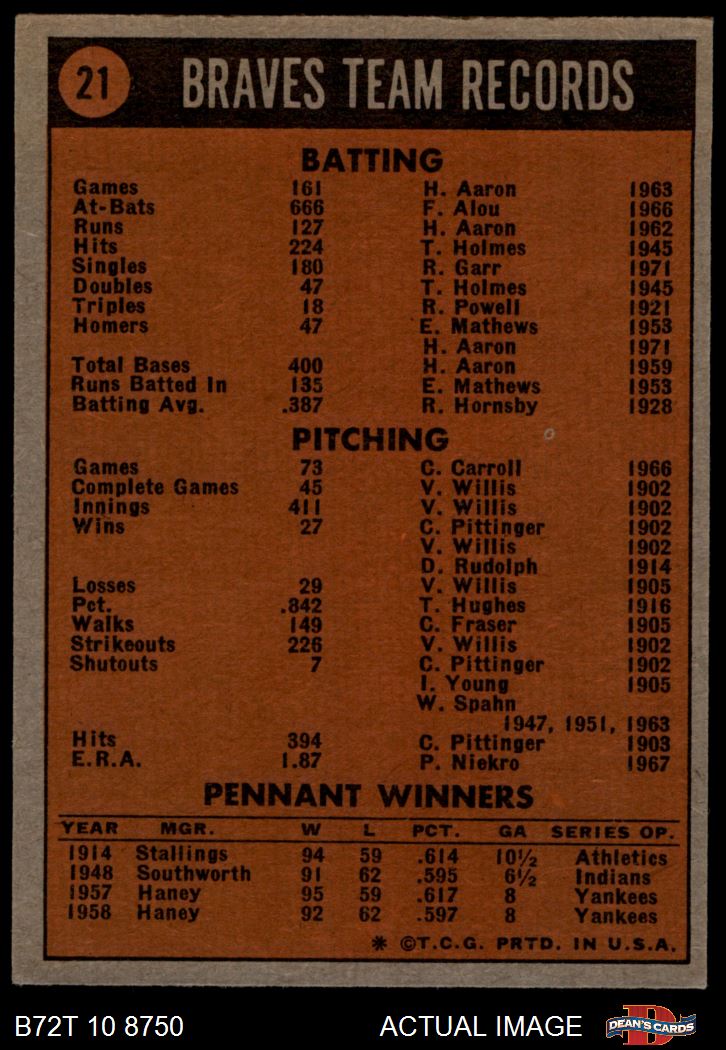 21 BRAVES TEAM RECORDS
BATTING
Games 161 H. Aaron 1963
At-Bats 666 F. Alou 1966
Runs 127 H. Aaron 1962
Hits 224 T. Holmes 1945
Singles 180 R. Garr 1971
Doubles 47 T. Holmes 1945
Triples 18 R. Powell 1921
Homers 47 E. Mathews 1953
H. Aaron 1971
Total Bases 400 H. Aaron 1959
Runs Batted In 135 E. Mathews 1953
Batting Avg. .387 R. Hornsby 1928
PITCHING
Games 73 C. Carroll 1966
Complete Games 45 V. Willis 1902
Innings 411 V. Willis 1902
Wins 27 C. Pittinger 1902
V. Willis 1902
D. Rudolph 1914
Losses 29 V. Willis 1905
Pct. .842 T. Hughes 1916
Walks 149 C. Fraser 1905
Strikeouts 226 V. Willis 1902
Shutouts 7 C. Pittinger 1902
I. Young 1905
W. Spahn
1947, 1951, 1963
Hits 394 C. Pittinger 1903
E.R.A. 1.87 P. Niekro 1967
PENNANT WINNERS
YEAR MGR. W L PCT. GA SERIES OP.
1914 Stallings 94 59 .614 10½ Athletics
1948 Southworth 91 62 .595 6½ Indians
1957 Haney 95 59 .617 8 Yankees
1958 Haney 92 62 .597 8 Yankees
* ©T.C.G. PRTD. IN U.S.A.
B72T 10 8750 ACTUAL IMAGE D DEAN'S CARDS